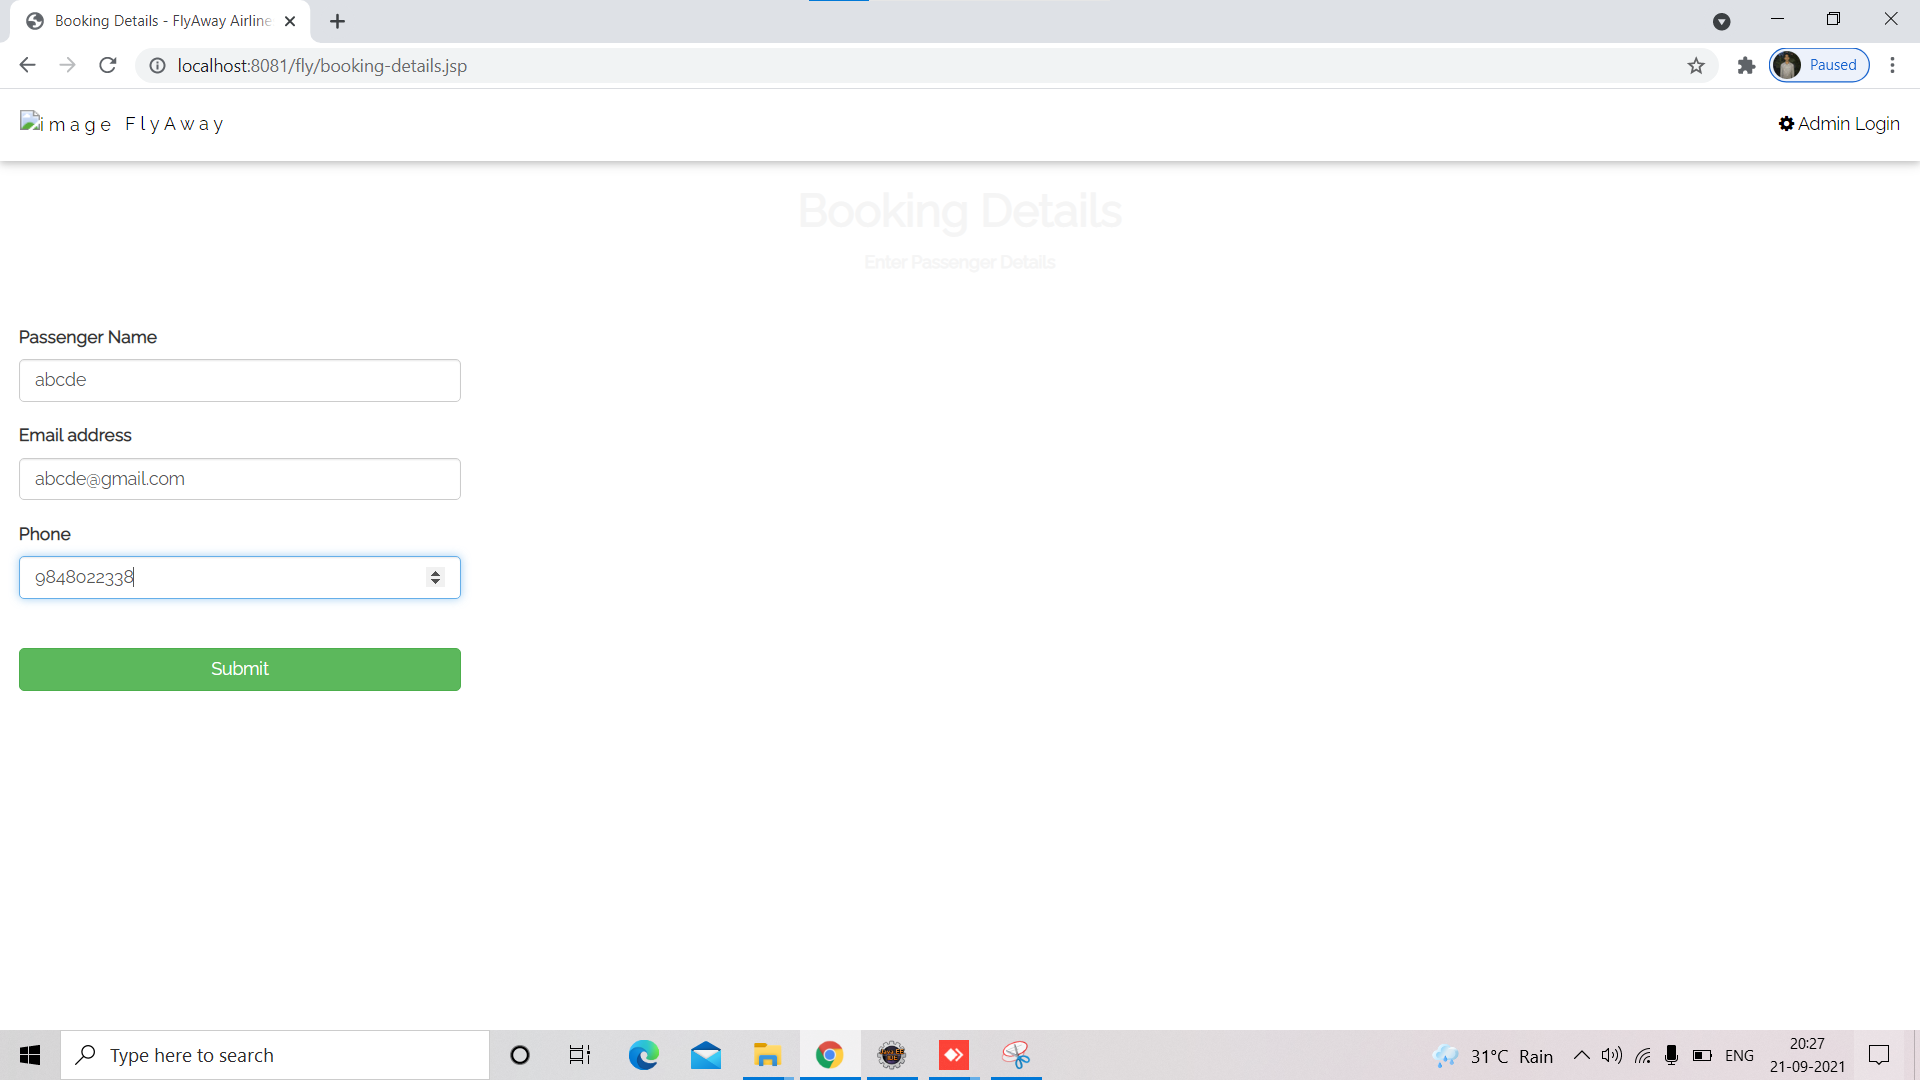 Booking Details - FlyAway Airline
localhost:8081/fly/booking-details.jsp
Paused
image FlyAway
Admin Login
Booking Details
Enter Passenger Details
Passenger Name
abcde
Email address
abcde@gmail.com
Phone
9848022338
Submit
Type here to search
31°C Rain
ENG
20:27
21-09-2021